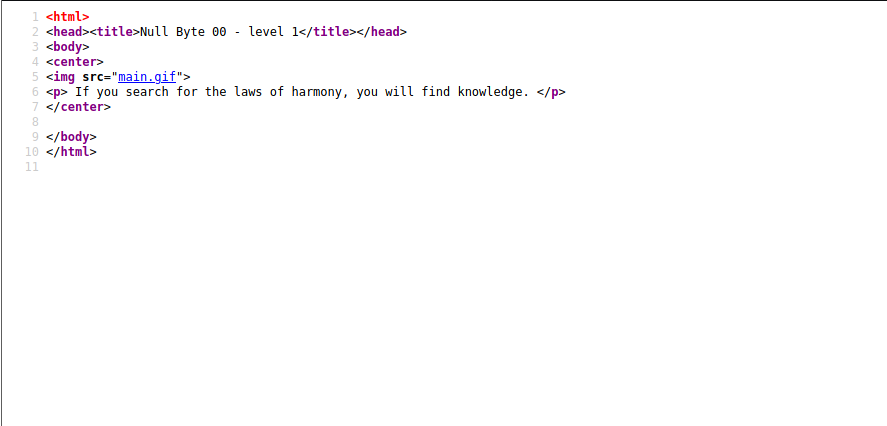 1 <html>
2 <head><title>Null Byte 00 - level 1</title></head>
3 <body>
4 <center>
5 <img src="main.gif">
6 <p> If you search for the laws of harmony, you will find knowledge. </p>
7 </center>
8
9 </body>
10 </html>
11